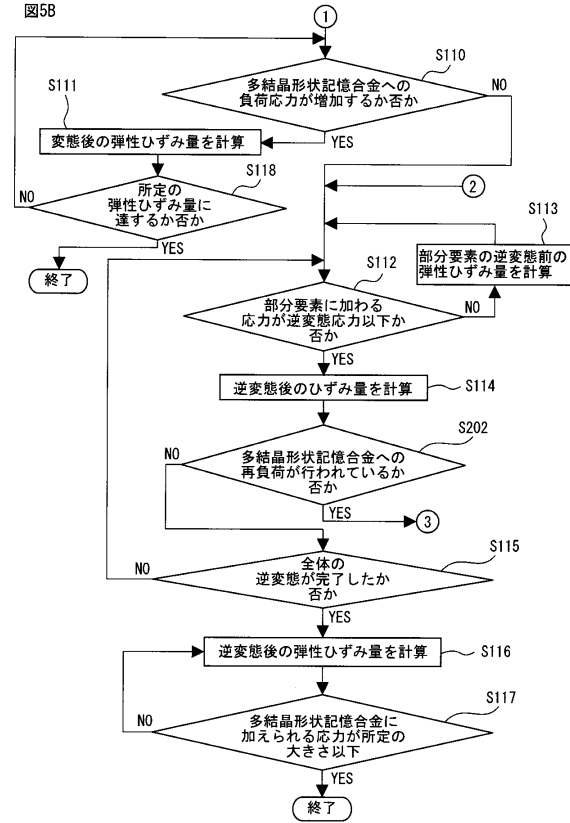 図5B
①
S110
多結晶形状記憶合金への
負荷応力が増加するか否か
NO
YES
S111
変態後の弾性ひずみ量を計算
S118
所定の
弾性ひずみ量に
達するか否か
NO
YES
終了
②
S113
部分要素の逆変態前の
弾性ひずみ量を計算
S112
部分要素に加わる
応力が逆変態応力以下か
否か
NO
YES
逆変態後のひずみ量を計算
S114
S202
多結晶形状記憶合金への
再負荷が行われているか
否か
NO
YES
③
S115
全体の
逆変態が完了したか
否か
NO
YES
逆変態後の弾性ひずみ量を計算
S116
S117
多結晶形状記憶合金に
加えられる応力が所定の
大きさ以下
NO
YES
終了